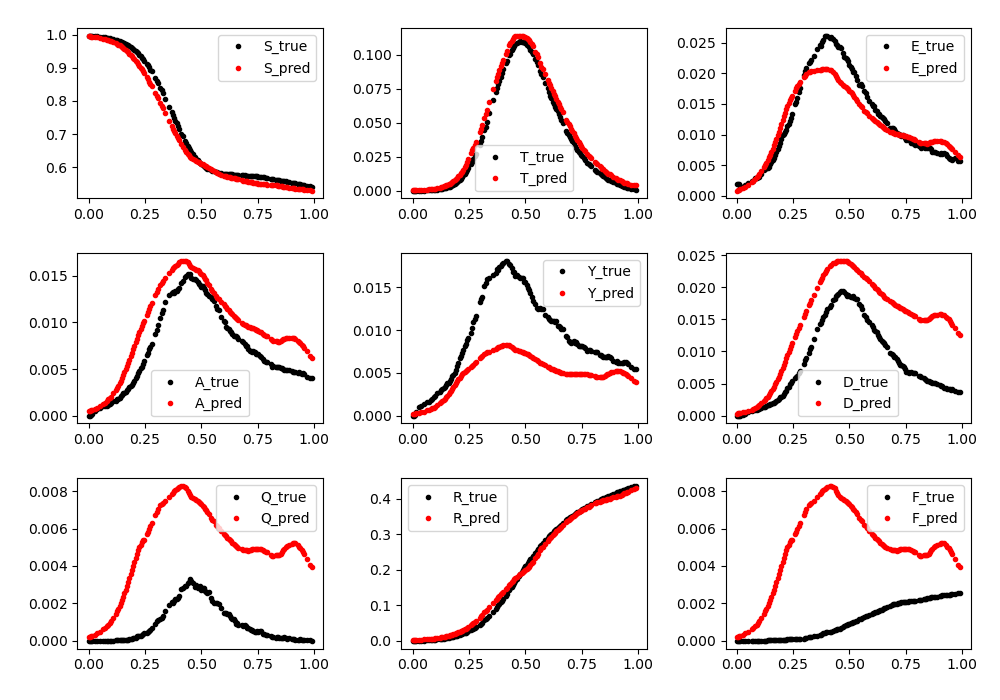 1.0
0.9
0.8
0.7
0.6
S_true
S_pred
0.00 0.25 0.50 0.75 1.00
0.100
0.075
0.050
0.025
0.000
T_true
T_pred
0.00 0.25 0.50 0.75 1.00
0.025
0.020
0.015
0.010
0.005
0.000
E_true
E_pred
0.00 0.25 0.50 0.75 1.00
0.015
0.010
0.005
0.000
A_true
A_pred
0.00 0.25 0.50 0.75 1.00
0.015
0.010
0.005
0.000
Y_true
Y_pred
0.00 0.25 0.50 0.75 1.00
0.025
0.020
0.015
0.010
0.005
0.000
D_true
D_pred
0.00 0.25 0.50 0.75 1.00
0.008
0.006
0.004
0.002
0.000
Q_true
Q_pred
0.00 0.25 0.50 0.75 1.00
0.4
0.3
0.2
0.1
0.0
R_true
R_pred
0.00 0.25 0.50 0.75 1.00
0.008
0.006
0.004
0.002
0.000
F_true
F_pred
0.00 0.25 0.50 0.75 1.00